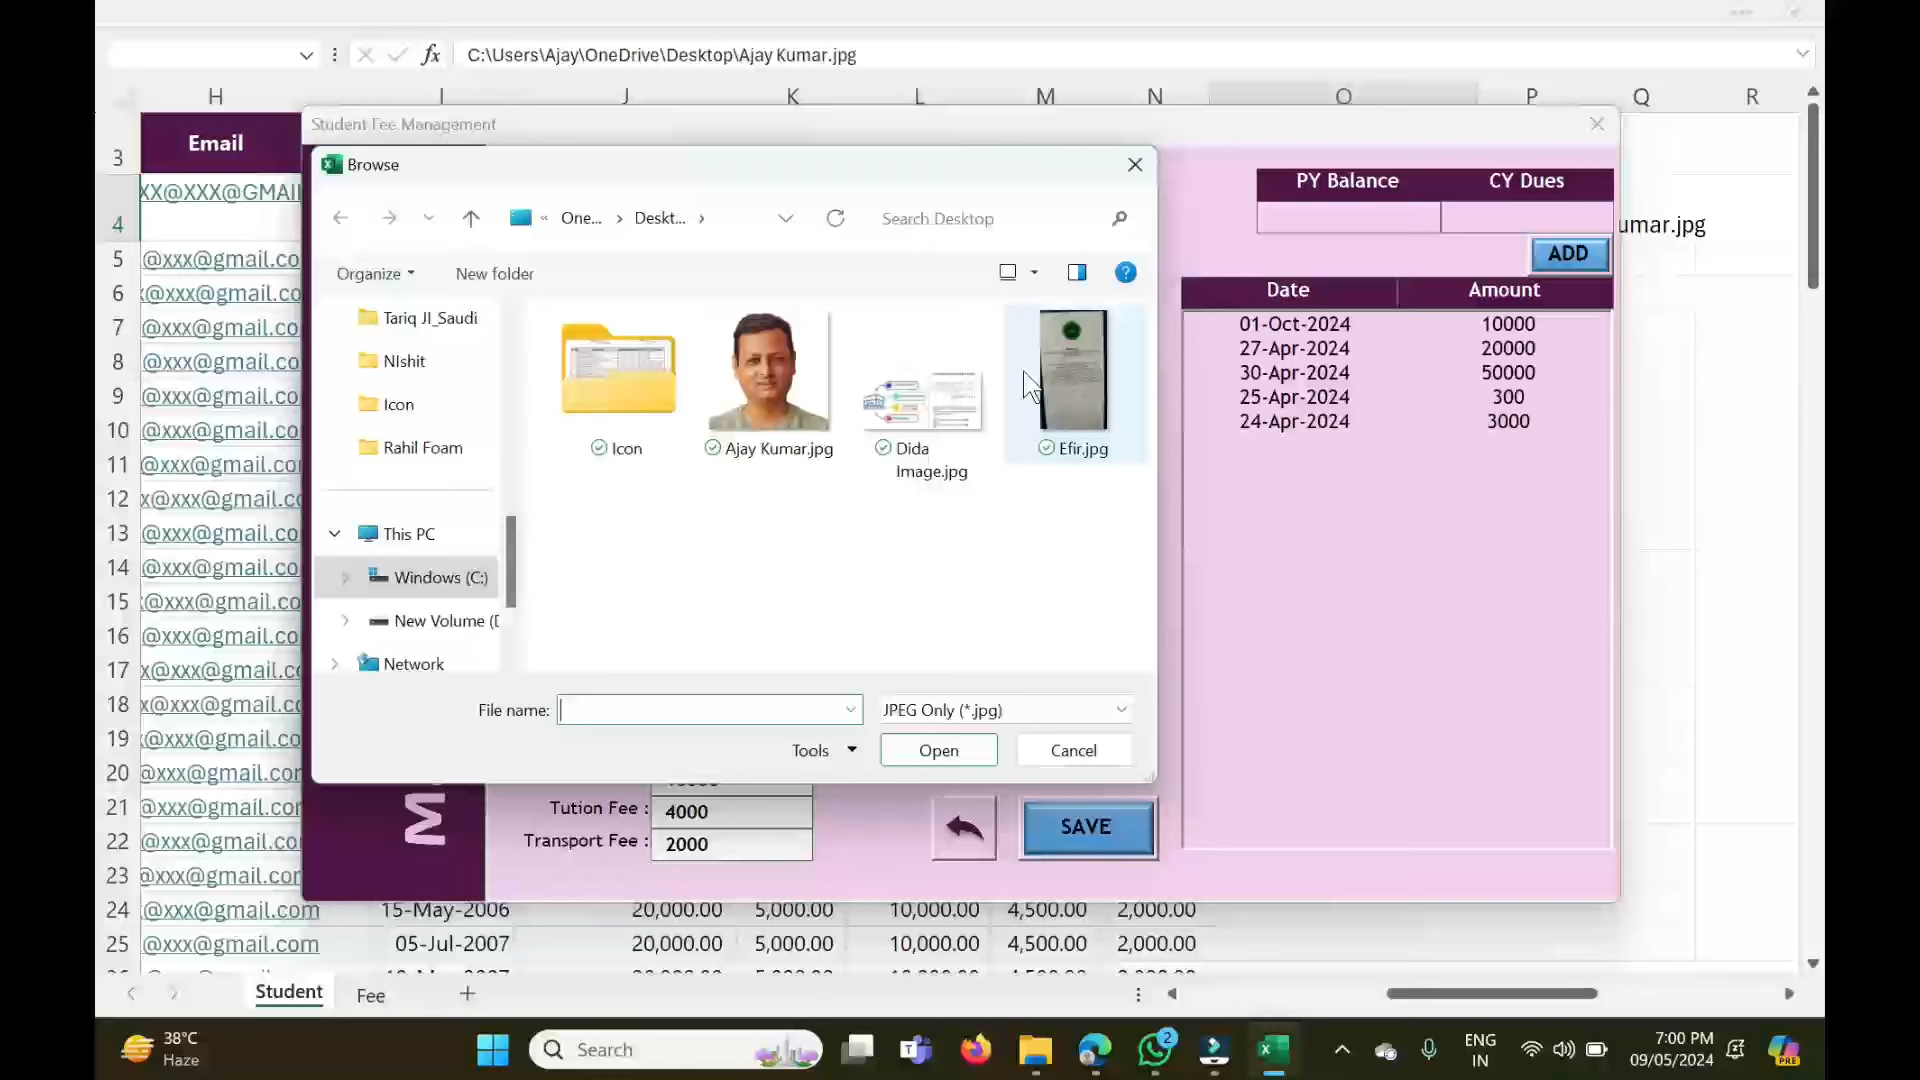 C:\Users\Ajay\OneDrive\Desktop\Ajay Kumar.jpg
H I J K L M N O P Q R
Student Fee Management
Browse
One... Deskt...
Search Desktop
Organize New folder
Tariq JI_Saudi
NIshit
Icon
Rahil Foam
This PC
Windows (C:)
New Volume (D
Network
Icon
Ajay Kumar.jpg
Dida
Image.jpg
Efir.jpg
File name:
JPEG Only (*.jpg)
Tools Open Cancel
PY Balance CY Dues
umar.jpg
ADD
Date Amount
01-Oct-2024 10000
27-Apr-2024 20000
30-Apr-2024 50000
25-Apr-2024 300
24-Apr-2024 3000
Tution Fee : 4000
Transport Fee : 2000
SAVE
M
3 Email
4 XX@XXX@GMAI
5 @xxx@gmail.co
6 x@xxx@gmail.co
7 @xxx@gmail.co
8 @xxx@gmail.co
9 @xxx@gmail.co
10 @xxx@gmail.co
11 @xxx@gmail.co
12 x@xxx@gmail.co
13 @xxx@gmail.co
14 @xxx@gmail.co
15 @xxx@gmail.co
16 @xxx@gmail.co
17 x@xxx@gmail.co
18 x@xxx@gmail.co
19 @xxx@gmail.co
20 @xxx@gmail.cor
21 @xxx@gmail.co
22 @xxx@gmail.co
23 @xxx@gmail.cor
24 @xxx@gmail.com 15-May-2006 20,000.00 5,000.00 10,000.00 4,500.00 2,000.00
25 @xxx@gmail.com 05-Jul-2007 20,000.00 5,000.00 10,000.00 4,500.00 2,000.00
Student Fee
38°C
Haze
Search
2
ENG
IN
7:00 PM
09/05/2024
PRE